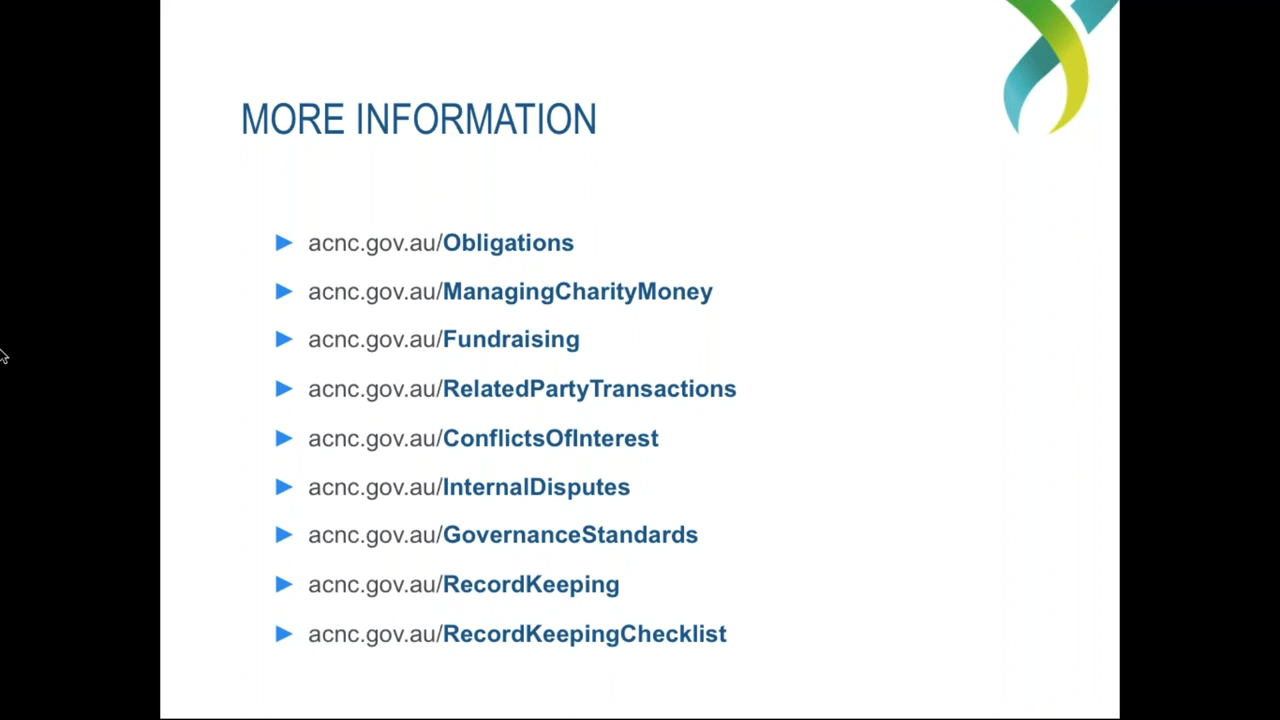 MORE INFORMATION
acnc.gov.au/Obligations
acnc.gov.au/ManagingCharityMoney
acnc.gov.au/Fundraising
acnc.gov.au/RelatedPartyTransactions
acnc.gov.au/ConflictsOfInterest
acnc.gov.au/InternalDisputes
acnc.gov.au/GovernanceStandards
acnc.gov.au/RecordKeeping
acnc.gov.au/RecordKeepingChecklist